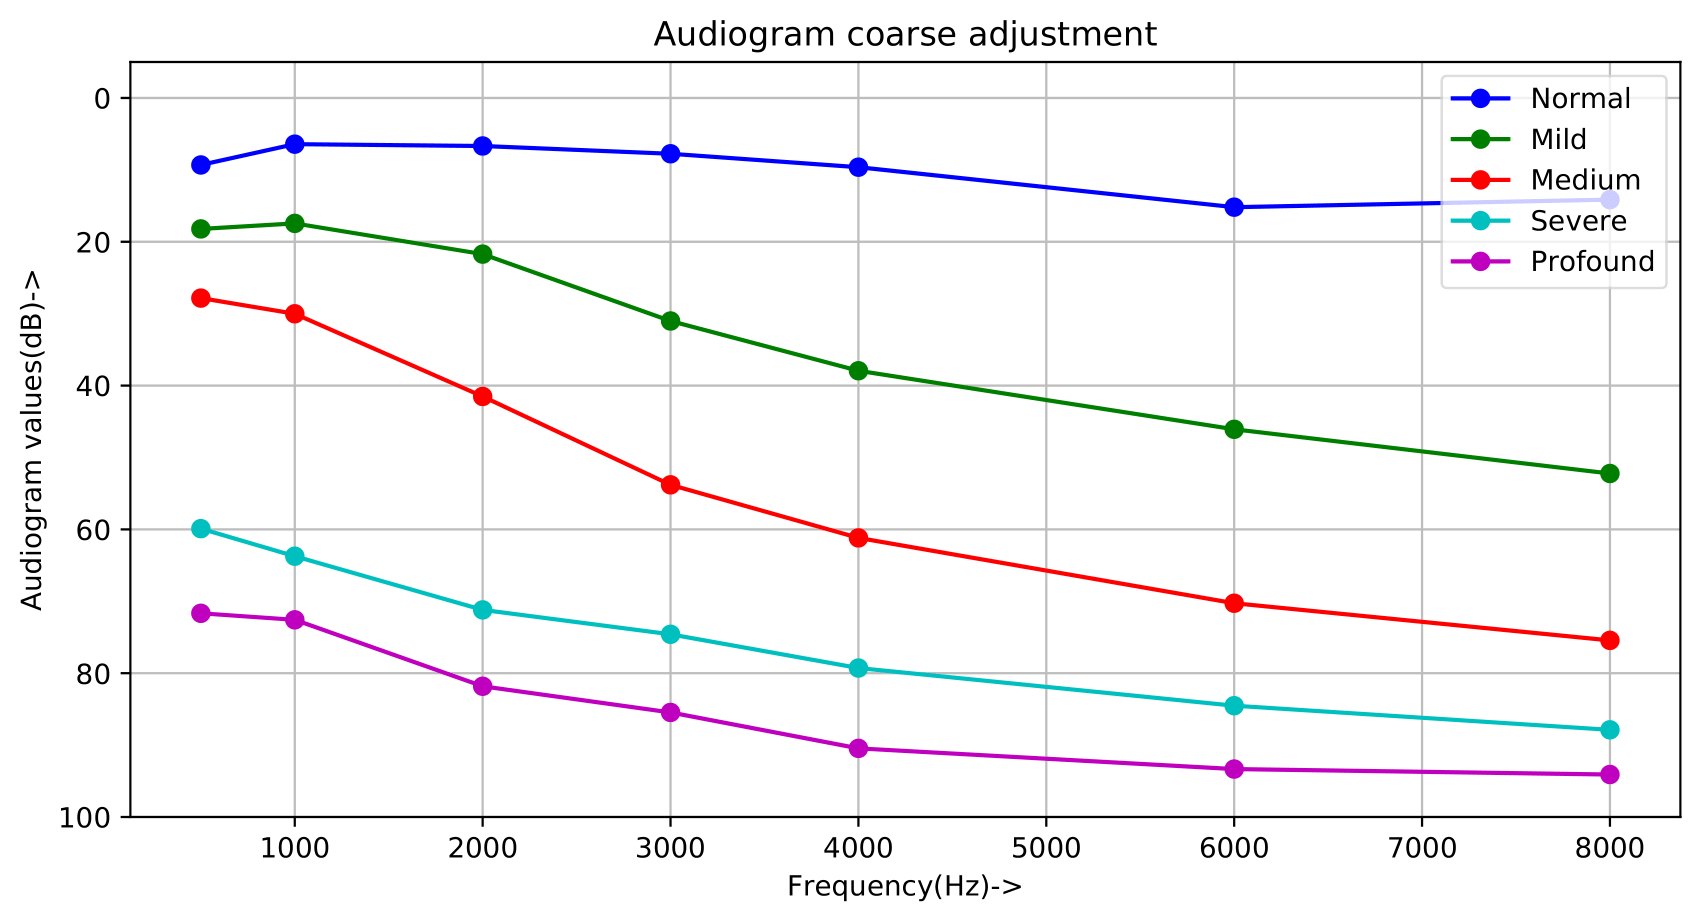 Audiogram coarse adjustment
Normal
Mild
Medium
Severe
Profound
Audiogram values(dB)->
0
20
40
60
80
100
1000 2000 3000 4000 5000 6000 7000 8000
Frequency(Hz)->